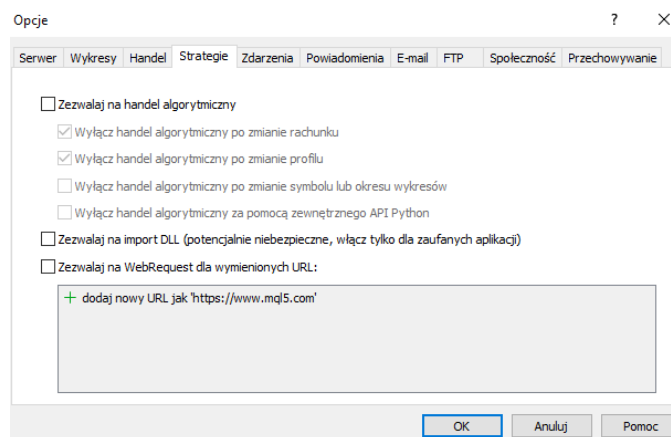 Opcje ? X
Serwer Wykresy Handel Strategie Zdarzenia Powiadomienia E-mail FTP Społeczność Przechowywanie
Zezwalaj na handel algorytmiczny
Wyłącz handel algorytmiczny po zmianie rachunku
Wyłącz handel algorytmiczny po zmianie profilu
Wyłącz handel algorytmiczny po zmianie symbolu lub okresu wykresów
Wyłącz handel algorytmiczny za pomocą zewnętrznego API Python
Zezwalaj na import DLL (potencjalnie niebezpieczne, włącz tylko dla zaufanych aplikacji)
Zezwalaj na WebRequest dla wymienionych URL:
dodaj nowy URL jak 'https://www.mql5.com'
OK Anuluj Pomoc